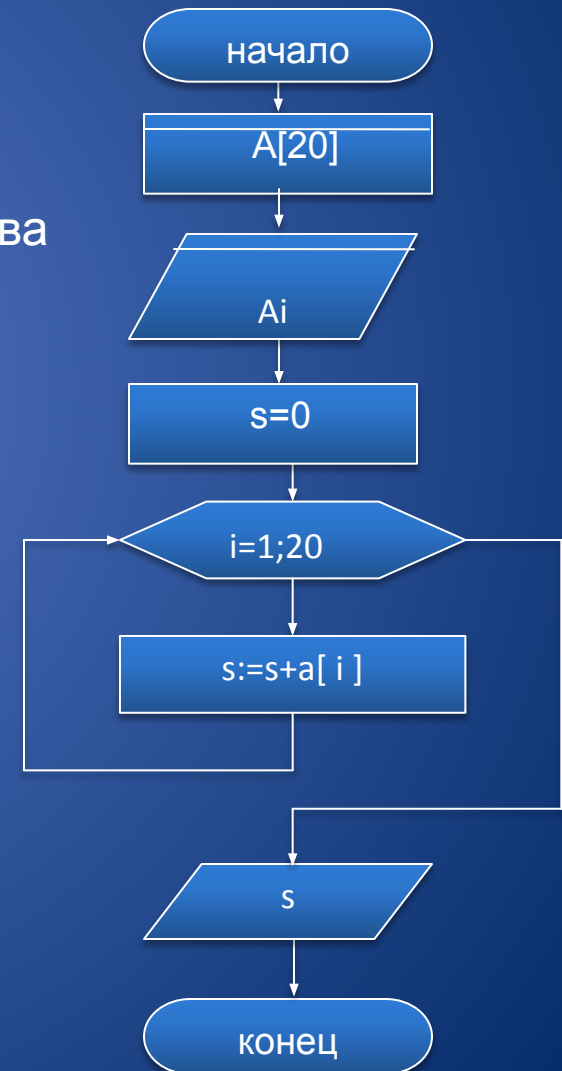 начало
A[20]
ва
Ai
s=0
i=1;20
s:=s+a[ i ]
s
конец